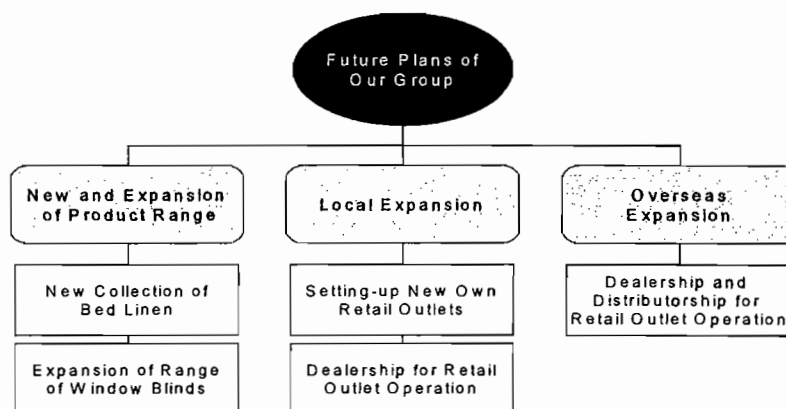 Future Plans of
Our Group
New and Expansion
of Product Range
Local Expansion
Overseas
Expansion
New Collection of
Bed Linen
Setting-up New Own
Retail Outlets
Dealership and
Distributorship for
Retail Outlet Operation
Expansion of Range
of Window Blinds
Dealership for Retail
Outlet Operation